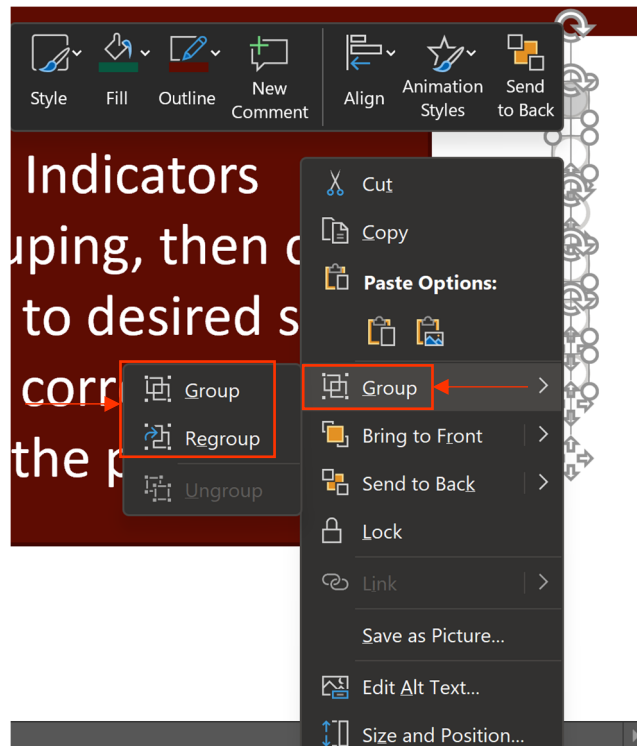 Style
Fill
Outline
New
Comment
Align
Animation
Styles
Send
to Back
Indicators
uping, then
to desired s
corr
the p
Cut
Copy
Paste Options:
Group
Bring to Front
Send to Back
Lock
Link
Save as Picture...
Edit Alt Text...
Size and Position...
Group
Regroup
Ungroup